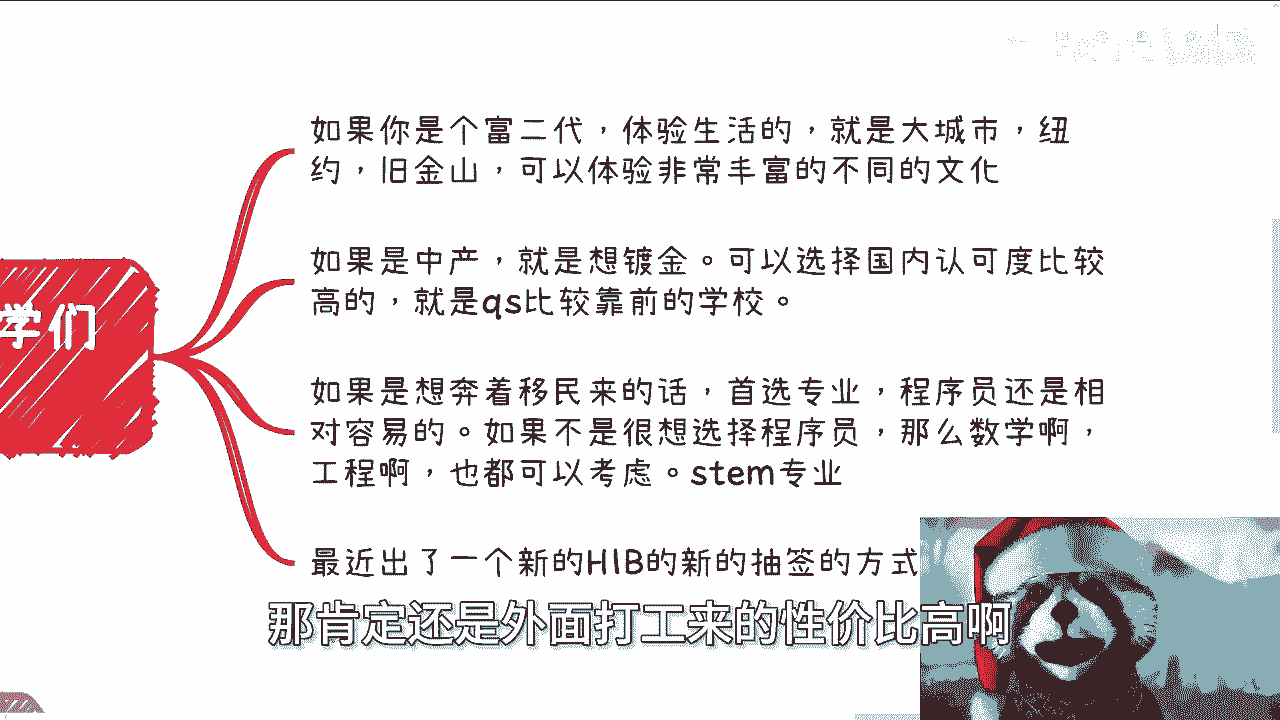 如果你是个富二代，体验生活的，就是大城市，纽
约，旧金山，可以体验非常丰富的不同的文化
如果是中产，就是想镀金。可以选择国内认可度比较
高的，就是qs比较靠前的学校。
学们
如果是想奔着移民来的话，首选专业，程序员还是相
对容易的。如果不是很想选择程序员，那么数学啊，
工程啊，也都可以考虑。stem专业
最近出了一个新的H1B的新的抽签的方式
那肯定还是外面打工来的性价比高啊